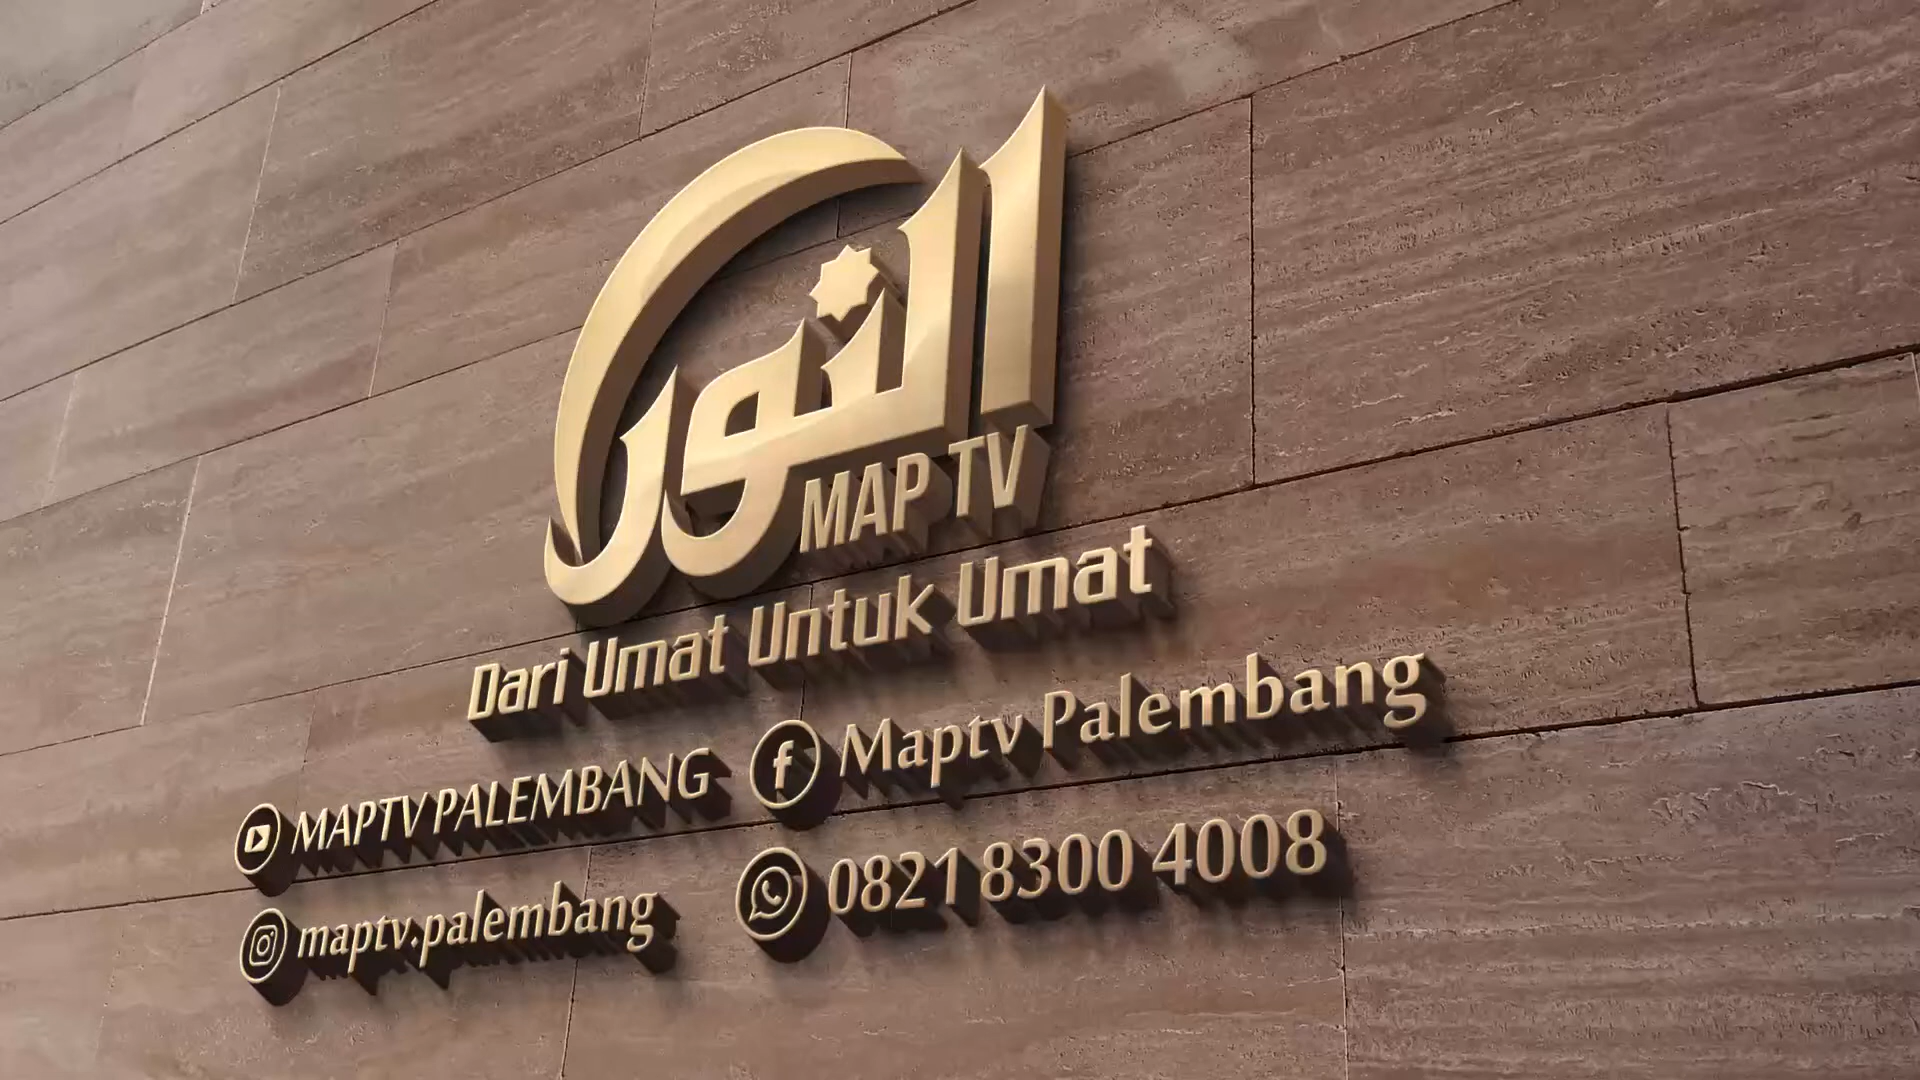 النور
MAP TV
Dari Umat Untuk Umat
MAPTV PALEMBANG
Maptv Palembang
maptv.palembang
0821 8300 4008